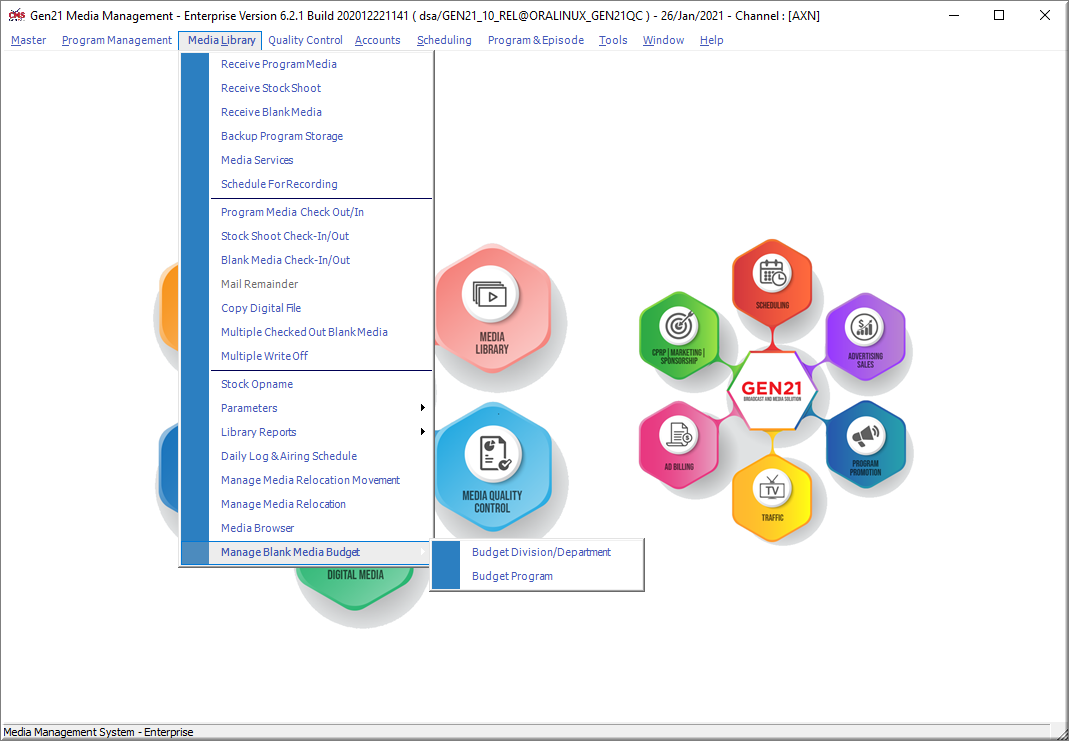 Gen21 Media Management - Enterprise Version 6.2.1 Build 202012221141 ( dsa/GEN21_10_REL@ORALINUX_GEN21QC ) - 26/Jan/2021 - Channel : [AXN]
Master Program Management Media Library Quality Control Accounts Scheduling Program & Episode Tools Window Help
Receive Program Media
Receive Stock Shoot
Receive Blank Media
Backup Program Storage
Media Services
Schedule For Recording
Program Media Check Out/In
Stock Shoot Check-In/Out
Blank Media Check-In/Out
Mail Remainder
Copy Digital File
Multiple Checked Out Blank Media
Multiple Write Off
Stock Opname
Parameters
Library Reports
Daily Log & Airing Schedule
Manage Media Relocation Movement
Manage Media Relocation
Media Browser
Manage Blank Media Budget
Budget Division/Department
Budget Program
MEDIA
LIBRARY
MEDIA QUALITY
CONTROL
DIGITAL MEDIA
SCHEDULING
CPRP | MARKETING |
SPONSORSHIP
ADVERTISING
SALES
GEN21
BROADCAST AND MEDIA SOLUTION
AD BILLING
PROGRAM
PROMOTION
TV
TRAFFIC
Media Management System - Enterprise